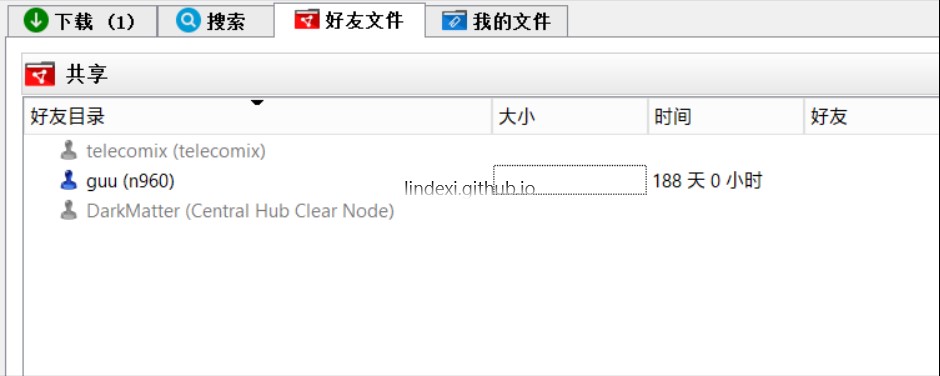 下载 (1) 搜索 好友文件 我的文件
共享
好友目录 大小 时间 好友
telecomix (telecomix)
guu (n960) 188 天 0 小时
lindexi.github.io
DarkMatter (Central Hub Clear Node)